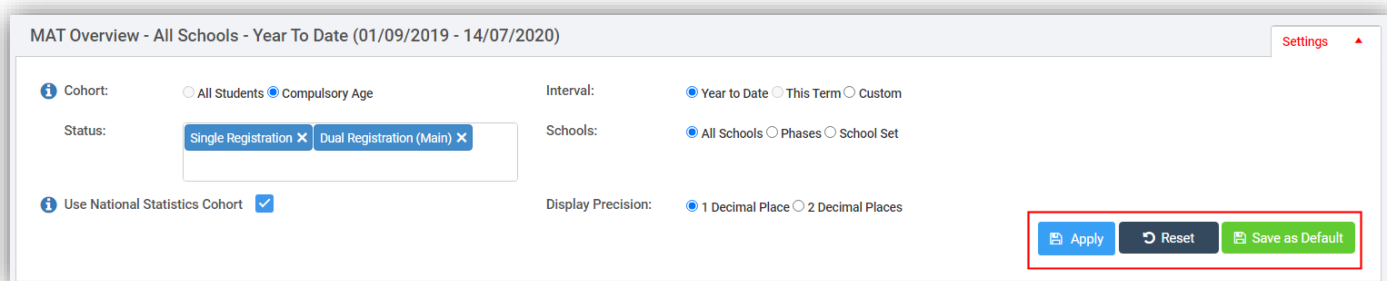 MAT Overview - All Schools - Year To Date (01/09/2019 - 14/07/2020)
Settings
Cohort: All Students Compulsory Age Interval: Year to Date This Term Custom
Status: Single Registration Dual Registration (Main) Schools: All Schools Phases School Set
Use National Statistics Cohort Display Precision: 1 Decimal Place 2 Decimal Places
Apply Reset Save as Default